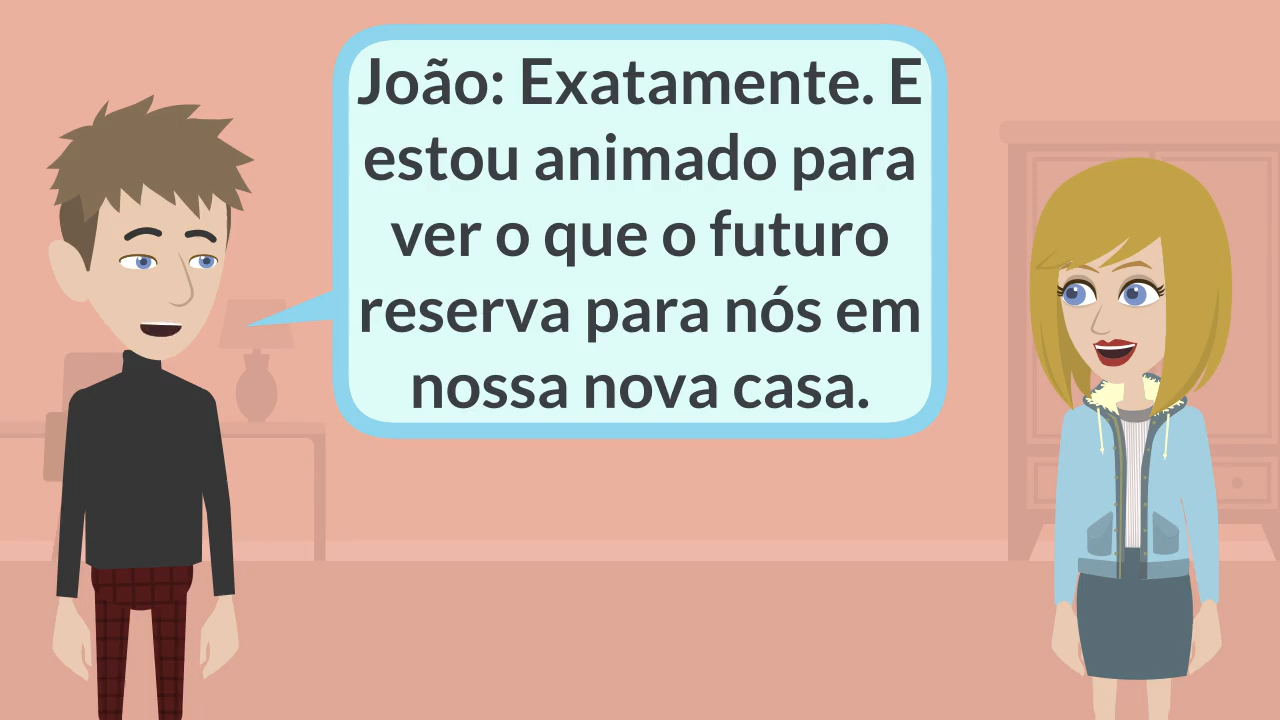 João: Exatamente. E
estou animado para
ver o que o futuro
reserva para nós em
nossa nova casa.